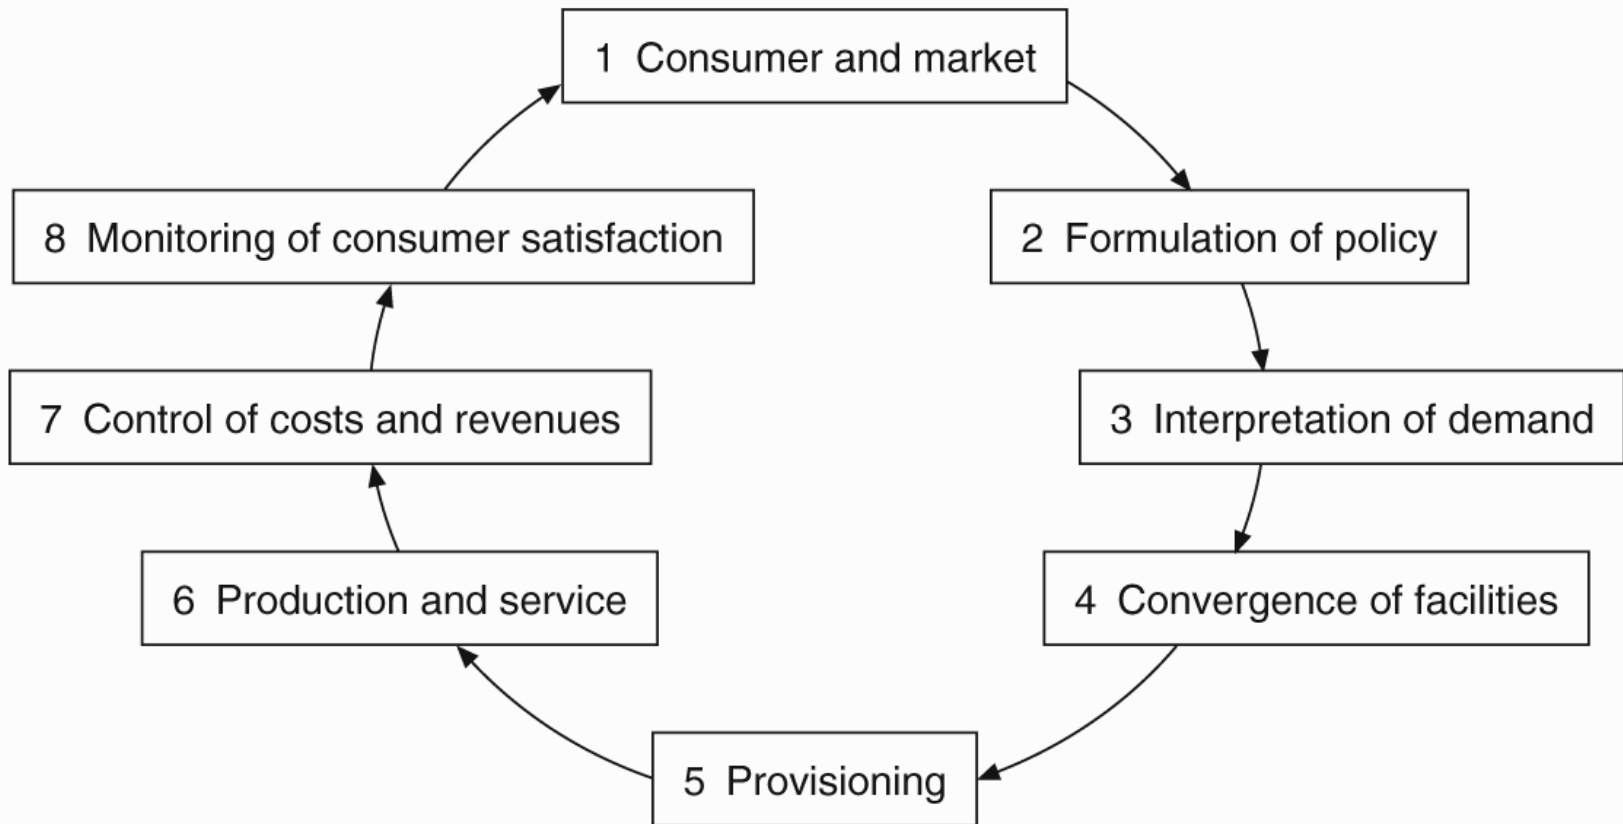 1 Consumer and market
2 Formulation of policy
3 Interpretation of demand
4 Convergence of facilities
5 Provisioning
6 Production and service
7 Control of costs and revenues
8 Monitoring of consumer satisfaction